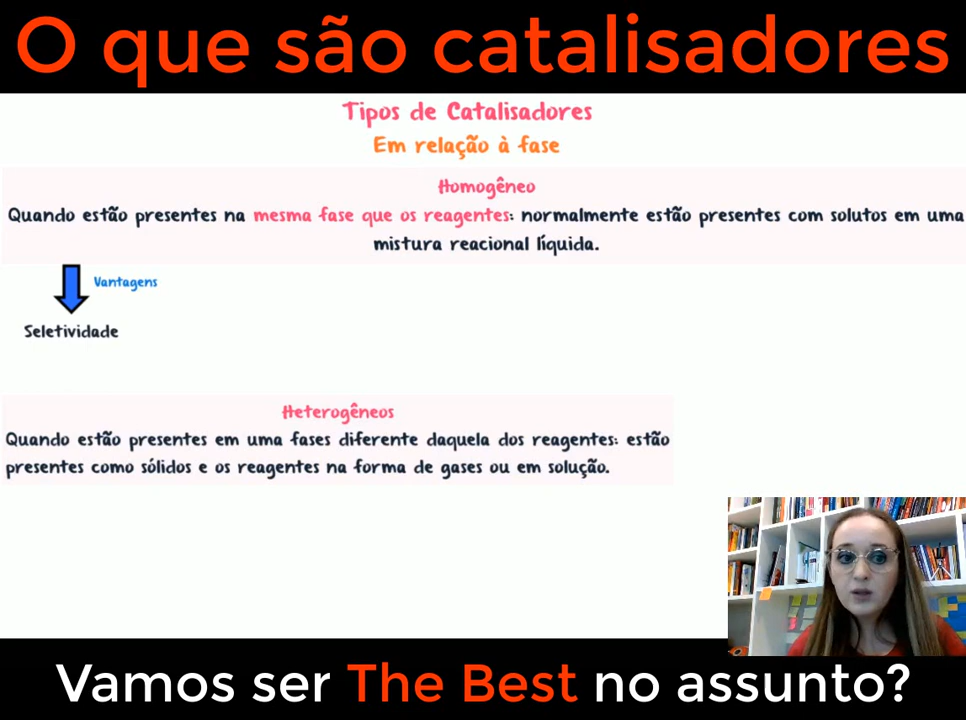 O que são catalisadores
Tipos de Catalisadores
Em relação à fase
Homogêneo
Quando estão presentes na mesma fase que os reagentes: normalmente estão presentes com solutos em uma
mistura reacional líquida.
Vantagens
Seletividade
Heterogêneos
Quando estão presentes em uma fases diferente daquela dos reagentes: estão
presentes como sólidos e os reagentes na forma de gases ou em solução.
Vamos ser The Best no assunto?